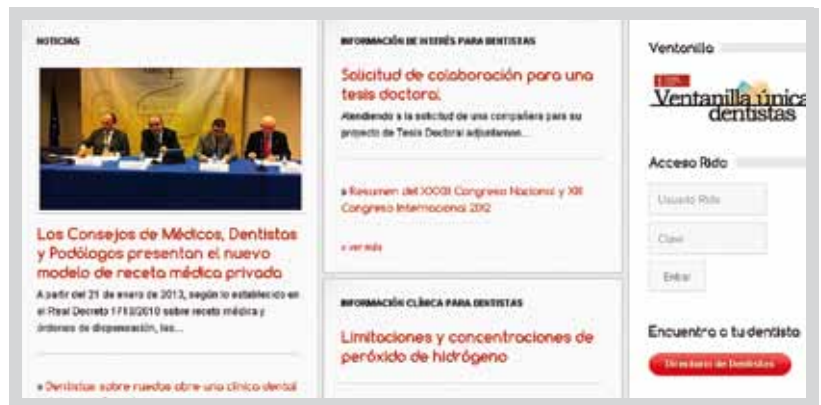 NOTICIAS
Los Consejos de Médicos, Dentistas
y Podólogos presentan el nuevo
modelo de receta médica privada
A partir del 21 de enero de 2013, según lo establecido en
el Real Decreto 1718/2010 sobre receta médica y
órdenes de dispensación, los...
» Dentistas sobre ruedas abre una clínica dental
INFORMACIÓN DE INTERÉS PARA DENTISTAS
Solicitud de colaboración para una
tesis doctoral.
Atendiendo a la solicitud de una compañera para su
proyecto de Tesis Doctoral adjuntamos...
» Resumen del XXXIII Congreso Nacional y XIII
Congreso Internacional 2012
» ver más
INFORMACIÓN CLÍNICA PARA DENTISTAS
Limitaciones y concentraciones de
peróxido de hidrógeno
Ventanilla
Ventanilla única
dentistas
Acceso Rido
Usuario Rido
Clave
Entrar
Encuentra a tu dentista
Directorio de Dentistas